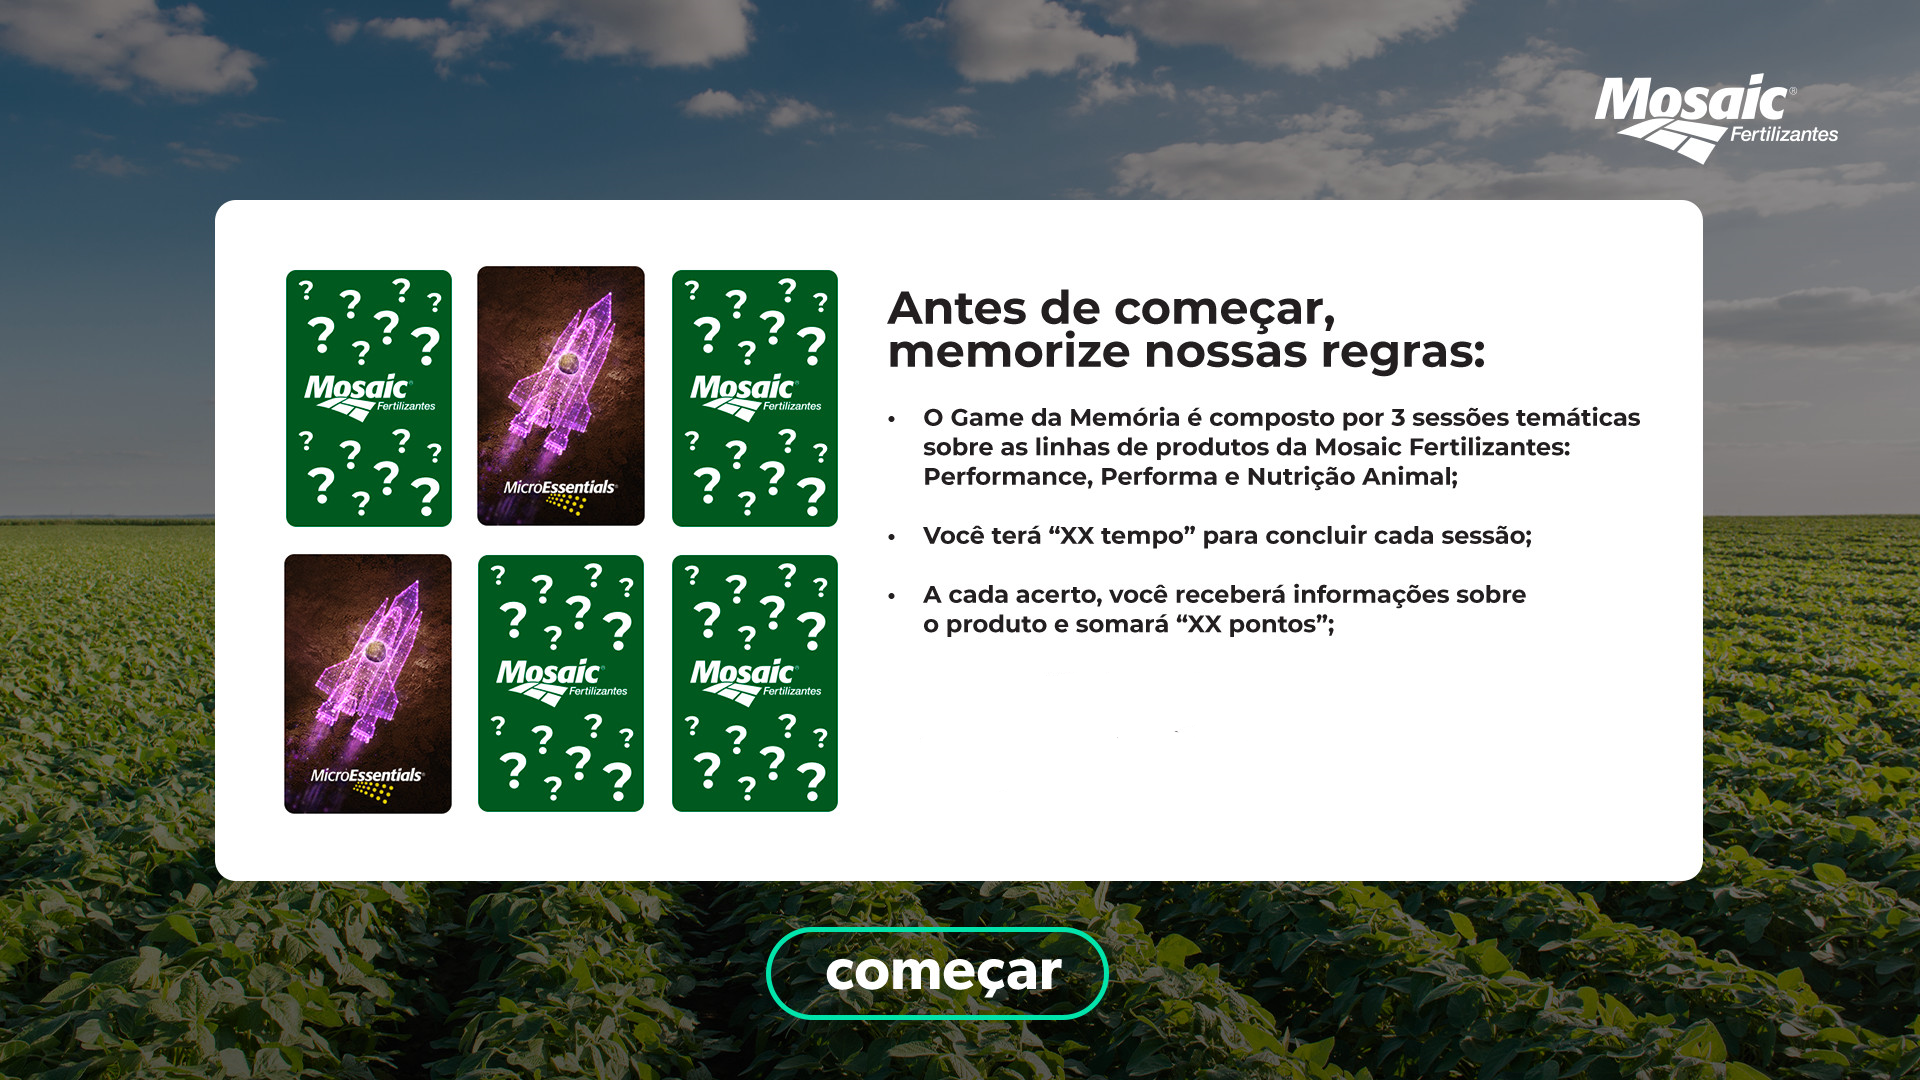 Mosaic®
Fertilizantes
? ? ? ?
? ? ? ?
Mosaic®
Fertilizantes
? ? ? ?
? ? ? ?
MicroEssentials®
? ? ? ?
? ? ? ?
Mosaic®
Fertilizantes
? ? ? ?
? ? ? ?
MicroEssentials®
? ? ? ?
? ? ? ?
Mosaic®
Fertilizantes
? ? ? ?
? ? ? ?
? ? ? ?
? ? ? ?
Mosaic®
Fertilizantes
? ? ? ?
? ? ? ?
Antes de começar,
memorize nossas regras:
• O Game da Memória é composto por 3 sessões temáticas
sobre as linhas de produtos da Mosaic Fertilizantes:
Performance, Performa e Nutrição Animal;
• Você terá “XX tempo” para concluir cada sessão;
• A cada acerto, você receberá informações sobre
o produto e somará “XX pontos”;
começar